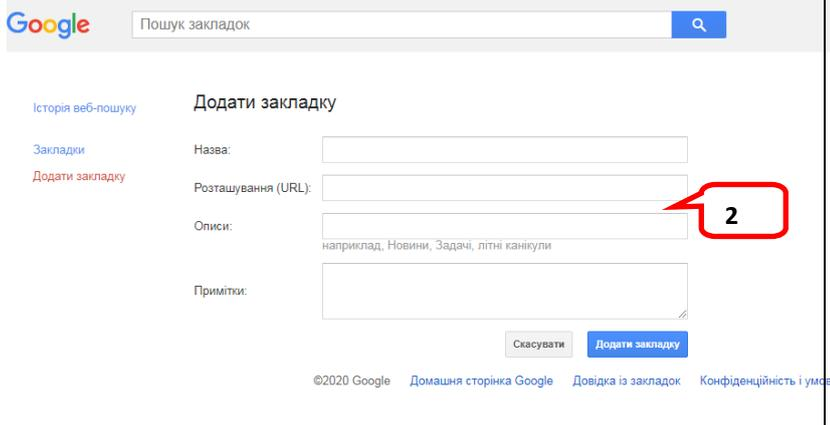 Google
Пошук закладок
Історія веб-пошуку
Закладки
Додати закладку
Додати закладку
Назва:
Розташування (URL):
2
Описи:
наприклад, Новини, Задачі, літні канікули
Примітки:
Скасувати Додати закладку
©2020 Google Домашня сторінка Google Довідка із закладок Конфіденційність і умов